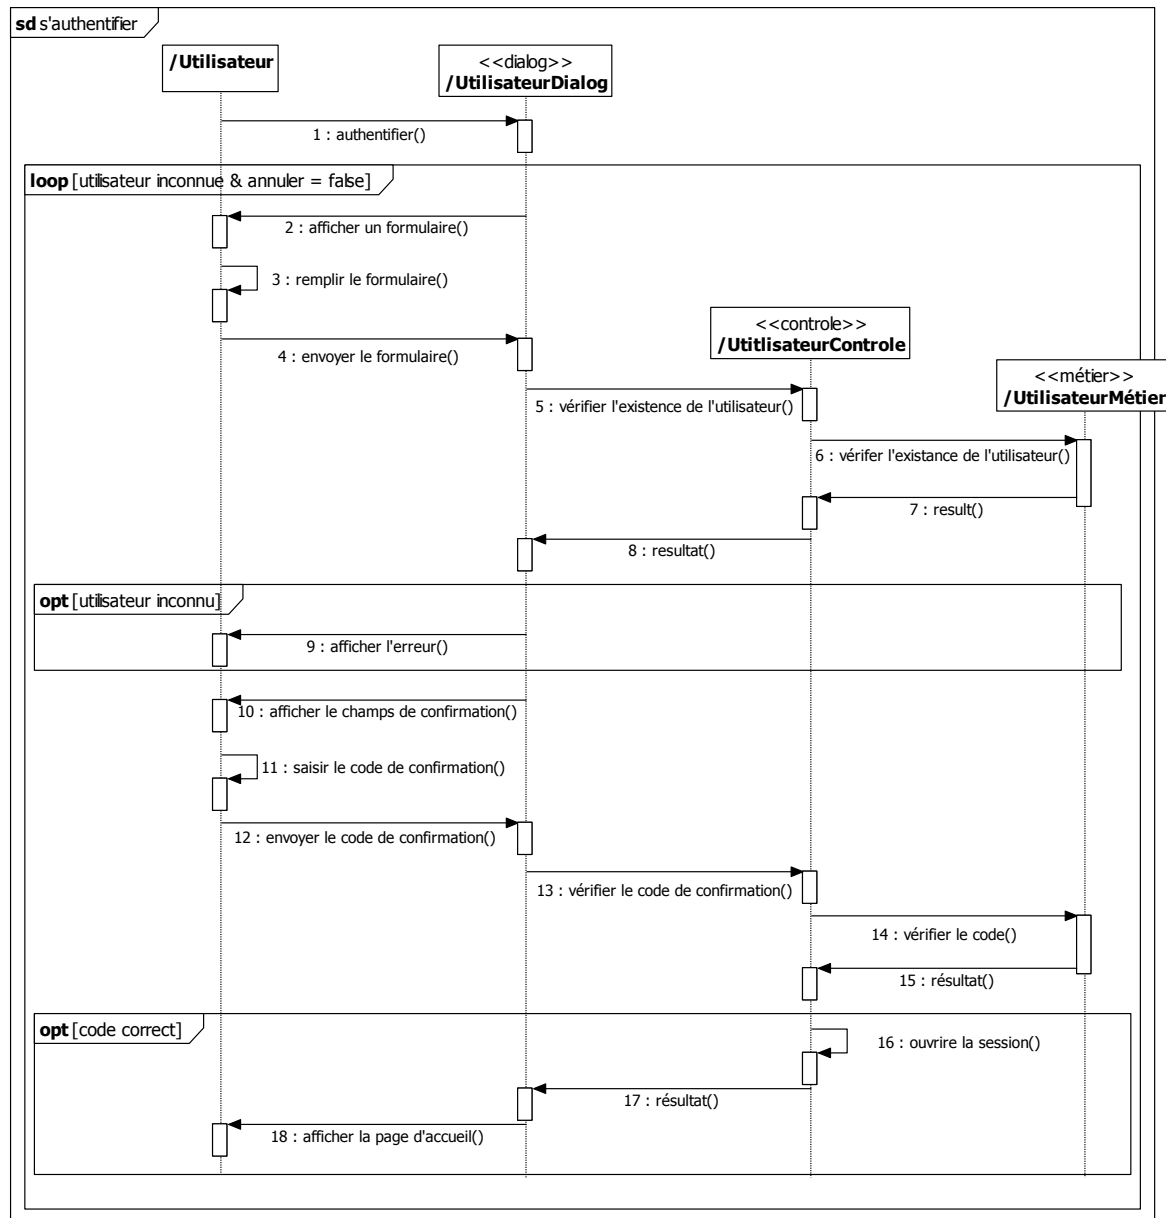 sd s'authentifier
/Utilisateur
<<dialog>>
/UtilisateurDialog
1 : authentifier()
loop [utilisateur inconnue & annuler = false]
2 : afficher un formulaire()
3 : remplir le formulaire()
<<controle>>
/UtitlisateurControle
4 : envoyer le formulaire()
<<métier>>
/UtilisateurMétier
5 : vérifier l'existence de l'utilisateur()
6 : vérifer l'existance de l'utilisateur()
7 : result()
8 : resultat()
opt [utilisateur inconnu]
9 : afficher l'erreur()
10 : afficher le champs de confirmation()
11 : saisir le code de confirmation()
12 : envoyer le code de confirmation()
13 : vérifier le code de confirmation()
14 : vérifier le code()
15 : résultat()
opt [code correct]
16 : ouvrire la session()
17 : résultat()
18 : afficher la page d'accueil()